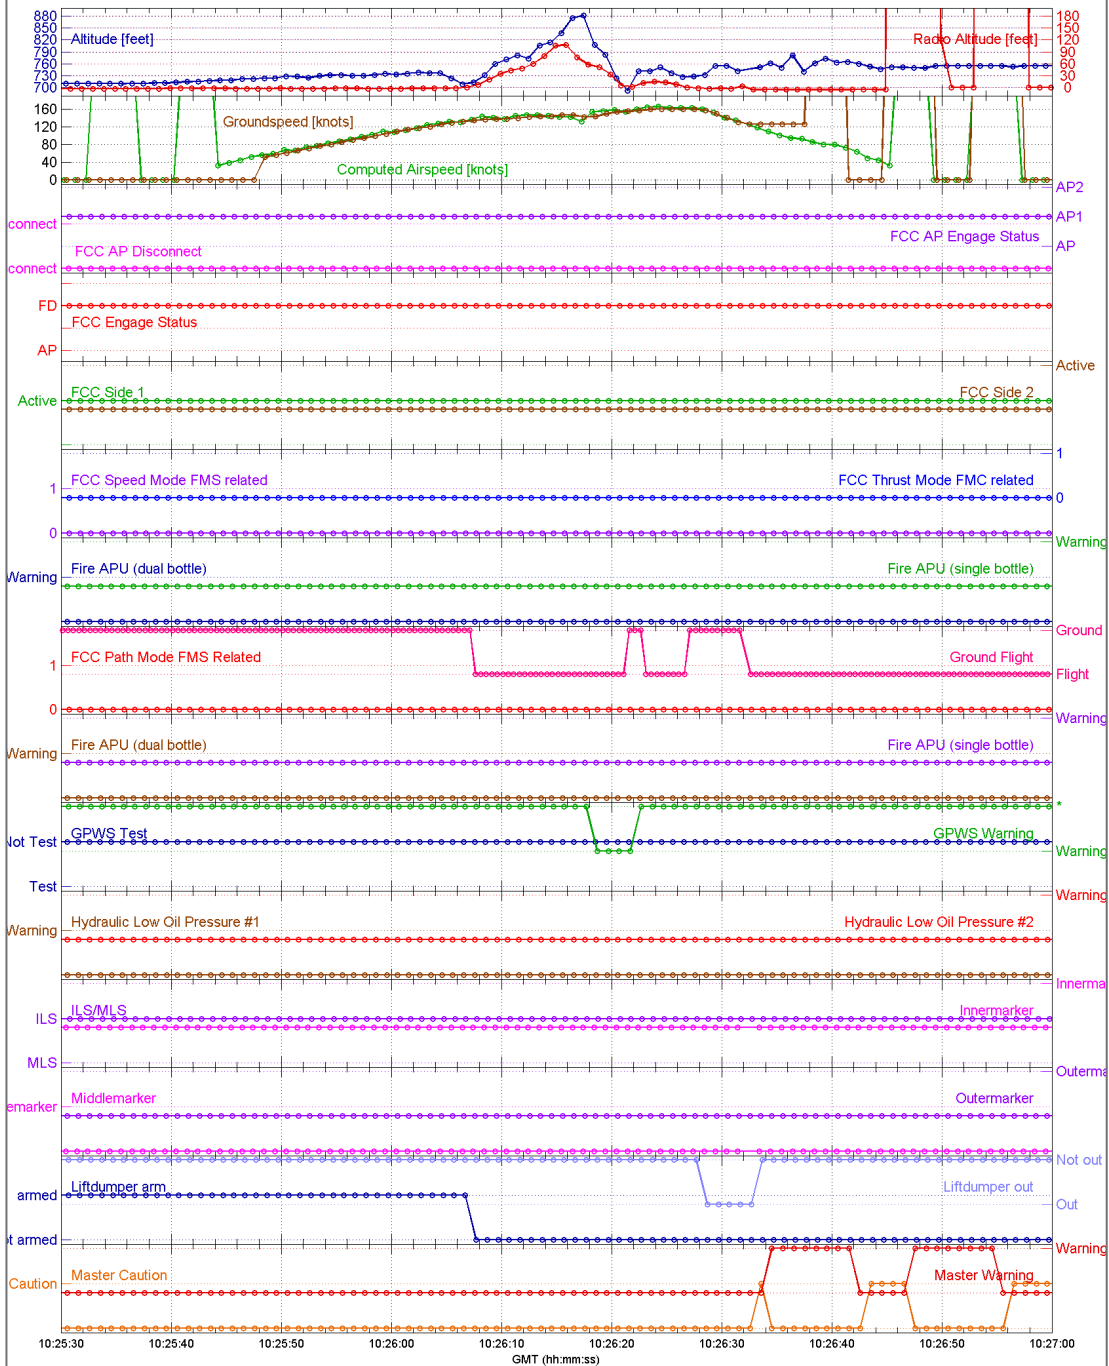 880
850
820
790
760
730
700
Altitude [feet]
Radio Altitude [feet]
180
150
120
90
60
30
0
160
120
80
40
0
Groundspeed [knots]
Computed Airspeed [knots]
connect
connect
FCC AP Disconnect
FCC AP Engage Status
AP2
AP1
AP
FD
AP
FCC Engage Status
Active
FCC Side 1
FCC Side 2
Active
1
0
FCC Speed Mode FMS related
FCC Thrust Mode FMC related
1
0
Warning
Fire APU (dual bottle)
Fire APU (single bottle)
Warning
1
0
FCC Path Mode FMS Related
Ground Flight
Ground
Flight
Warning
Fire APU (dual bottle)
Fire APU (single bottle)
Warning
Not Test
Test
GPWS Test
GPWS Warning
*
Warning
Warning
Hydraulic Low Oil Pressure #1
Hydraulic Low Oil Pressure #2
Warning
ILS
MLS
ILS/MLS
Innermarker
Innerma
emarker
Middlemarker
Outermarker
Outerma
armed
t armed
Liftdumper arm
Liftdumper out
Not out
Out
Caution
Master Caution
Master Warning
Warning
10:25:30 10:25:40 10:25:50 10:26:00 10:26:10 10:26:20 10:26:30 10:26:40 10:26:50 10:27:00
GMT (hh:mm:ss)